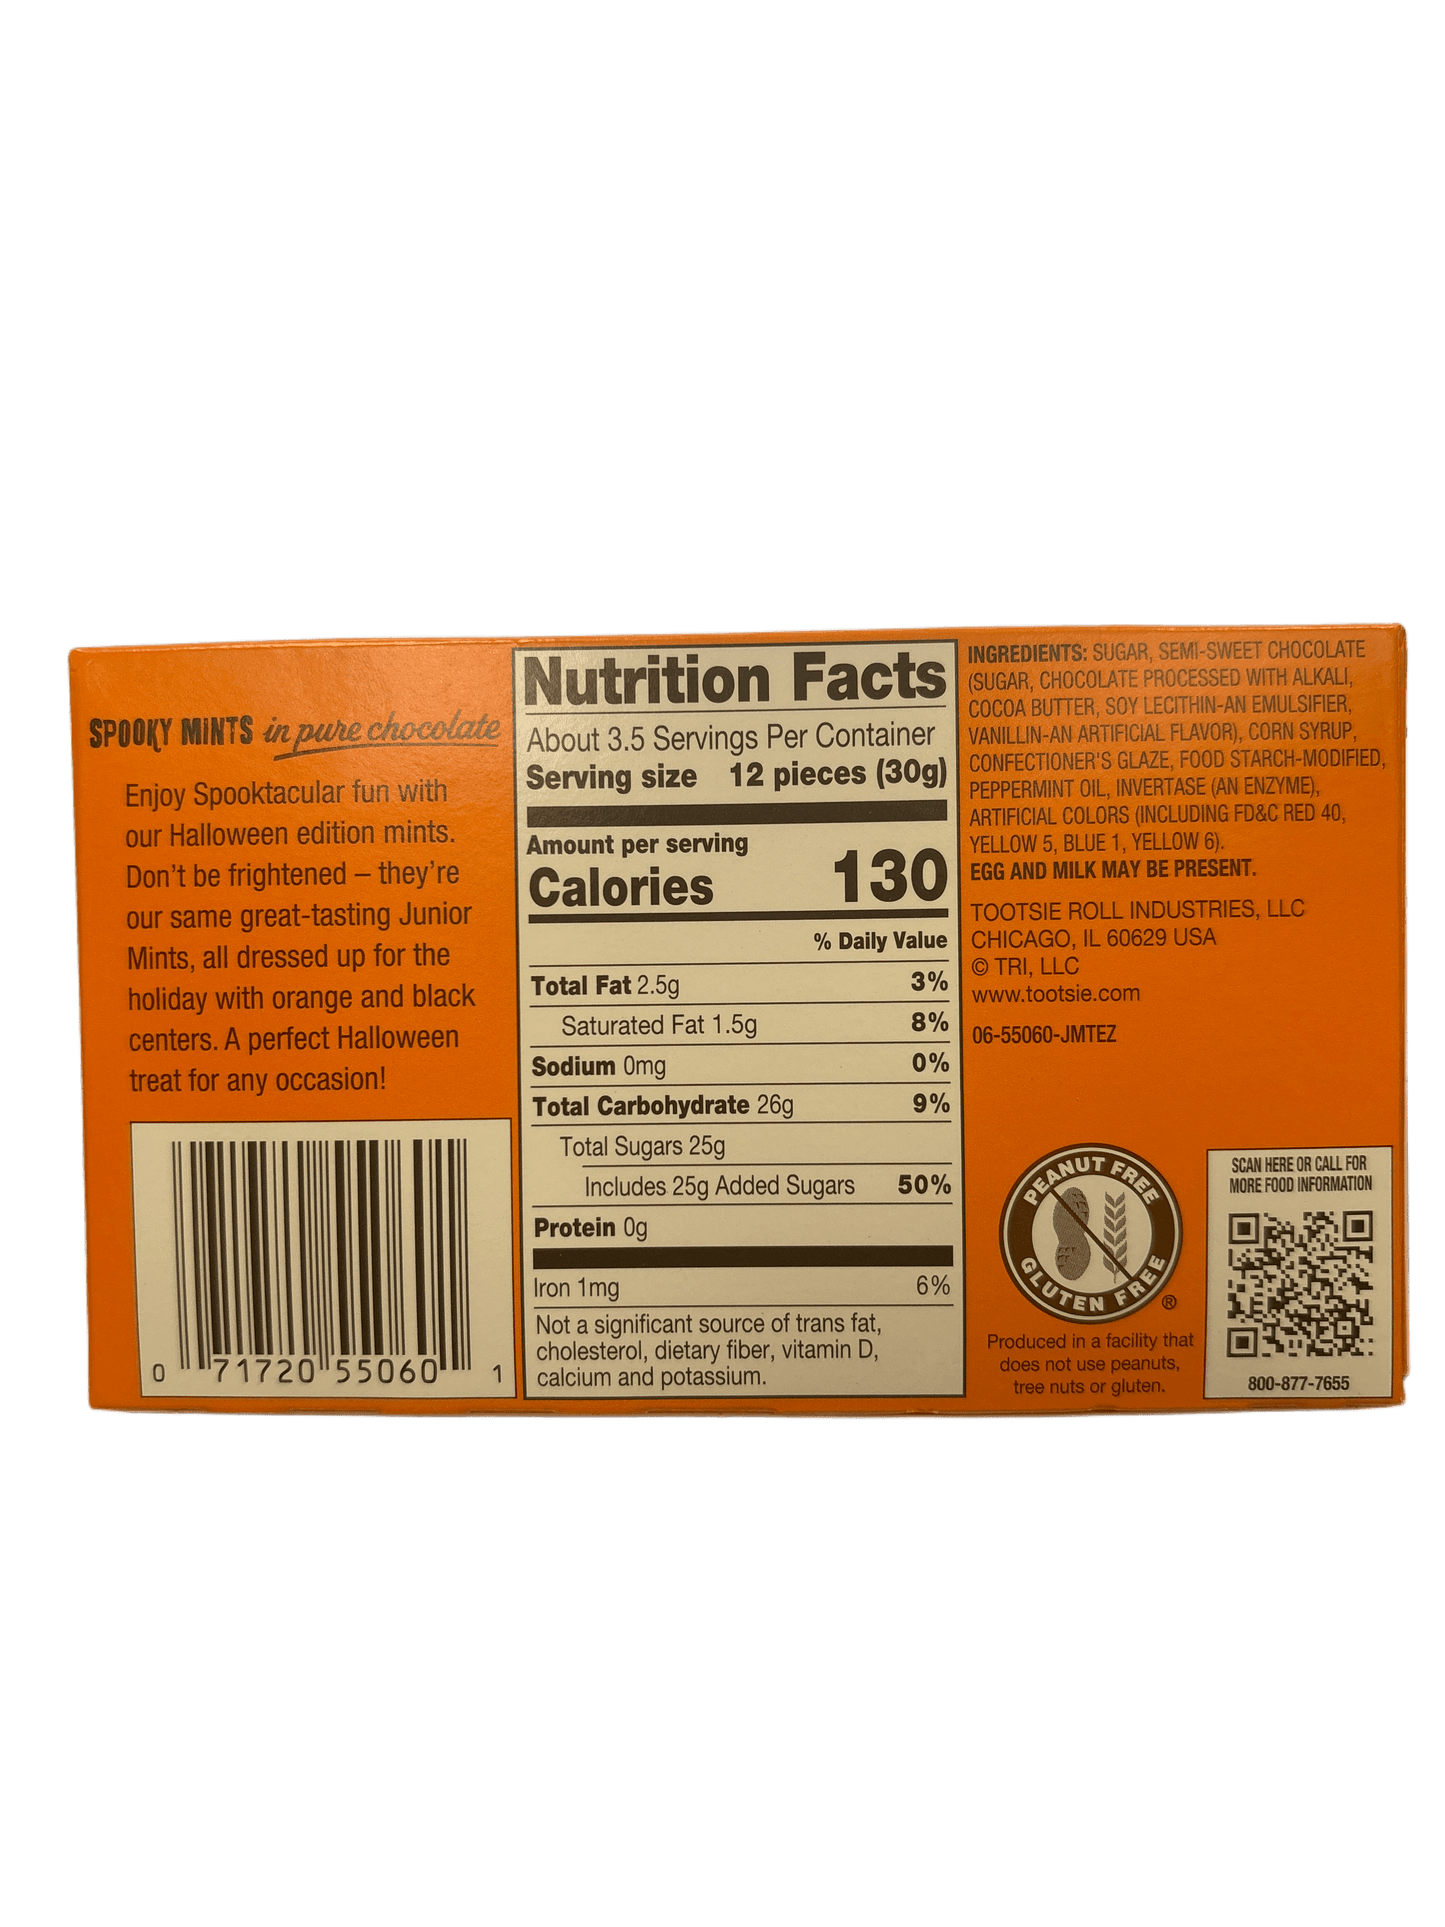 SPOOKY MINTS in pure chocolate
Enjoy Spooktacular fun with
our Halloween edition mints.
Don't be frightened – they're
our same great-tasting Junior
Mints, all dressed up for the
holiday with orange and black
centers. A perfect Halloween
treat for any occasion!
0 71720 55060 1
Nutrition Facts
About 3.5 Servings Per Container
Serving size 12 pieces (30g)
Amount per serving
Calories 130
% Daily Value
Total Fat 2.5g 3%
Saturated Fat 1.5g 8%
Sodium 0mg 0%
Total Carbohydrate 26g 9%
Total Sugars 25g
Includes 25g Added Sugars 50%
Protein 0g
Iron 1mg 6%
Not a significant source of trans fat,
cholesterol, dietary fiber, vitamin D,
calcium and potassium.
INGREDIENTS: SUGAR, SEMI-SWEET CHOCOLATE
(SUGAR, CHOCOLATE PROCESSED WITH ALKALI,
COCOA BUTTER, SOY LECITHIN-AN EMULSIFIER,
VANILLIN-AN ARTIFICIAL FLAVOR), CORN SYRUP,
CONFECTIONER'S GLAZE, FOOD STARCH-MODIFIED,
PEPPERMINT OIL, INVERTASE (AN ENZYME),
ARTIFICIAL COLORS (INCLUDING FD&C RED 40,
YELLOW 5, BLUE 1, YELLOW 6).
EGG AND MILK MAY BE PRESENT.
TOOTSIE ROLL INDUSTRIES, LLC
CHICAGO, IL 60629 USA
© TRI, LLC
www.tootsie.com
06-55060-JMTEZ
PEANUT FREE
GLUTEN FREE ®
Produced in a facility that
does not use peanuts,
tree nuts or gluten.
SCAN HERE OR CALL FOR
MORE FOOD INFORMATION
800-877-7655